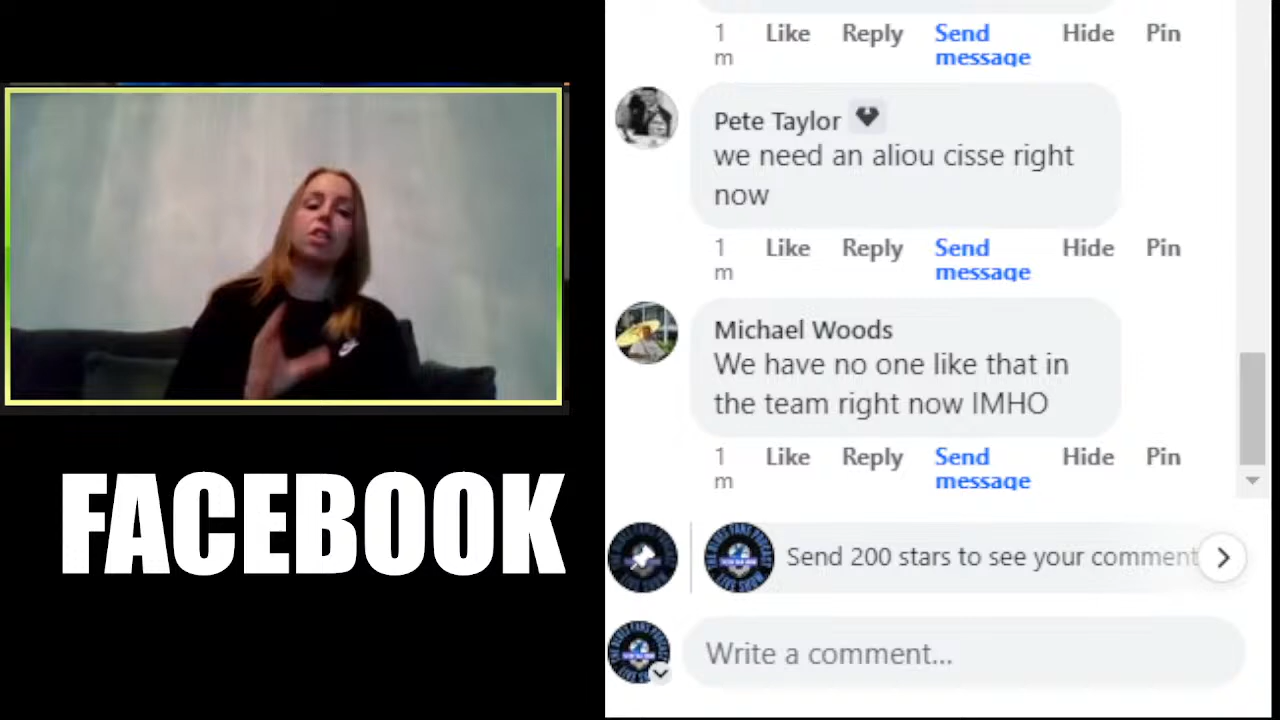 1
m
Like Reply Send
message Hide Pin
Pete Taylor
we need an aliou cisse right
now
1
m
Like Reply Send
message Hide Pin
Michael Woods
We have no one like that in
the team right now IMHO
1
m
Like Reply Send
message Hide Pin
FACEBOOK
Send 200 stars to see your comment
Write a comment...